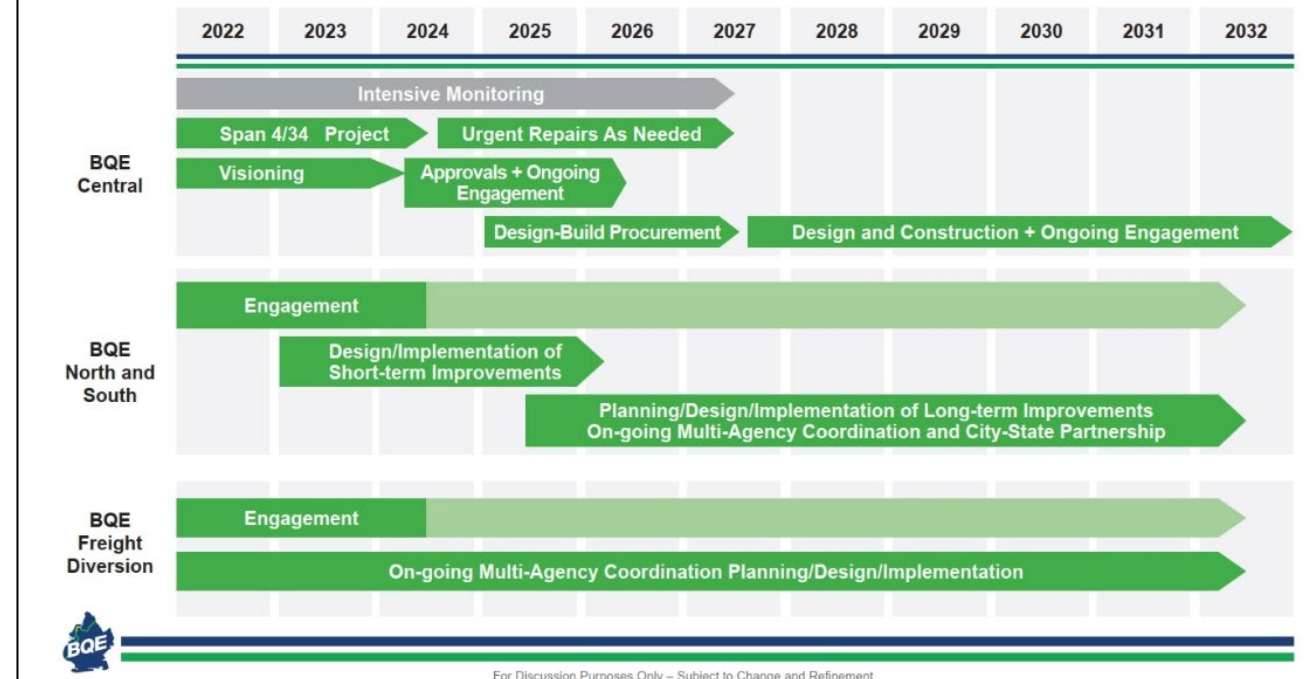 2022 2023 2024 2025 2026 2027 2028 2029 2030 2031 2032
BQE
Central
Intensive Monitoring
Span 4/34 Project
Urgent Repairs As Needed
Visioning
Approvals + Ongoing
Engagement
Design-Build Procurement
Design and Construction + Ongoing Engagement
BQE
North and
South
Engagement
Design/Implementation of
Short-term Improvements
Planning/Design/Implementation of Long-term Improvements
On-going Multi-Agency Coordination and City-State Partnership
BQE
Freight
Diversion
Engagement
On-going Multi-Agency Coordination Planning/Design/Implementation
BQE
For Discussion Purposes Only – Subject to Change and Refinement